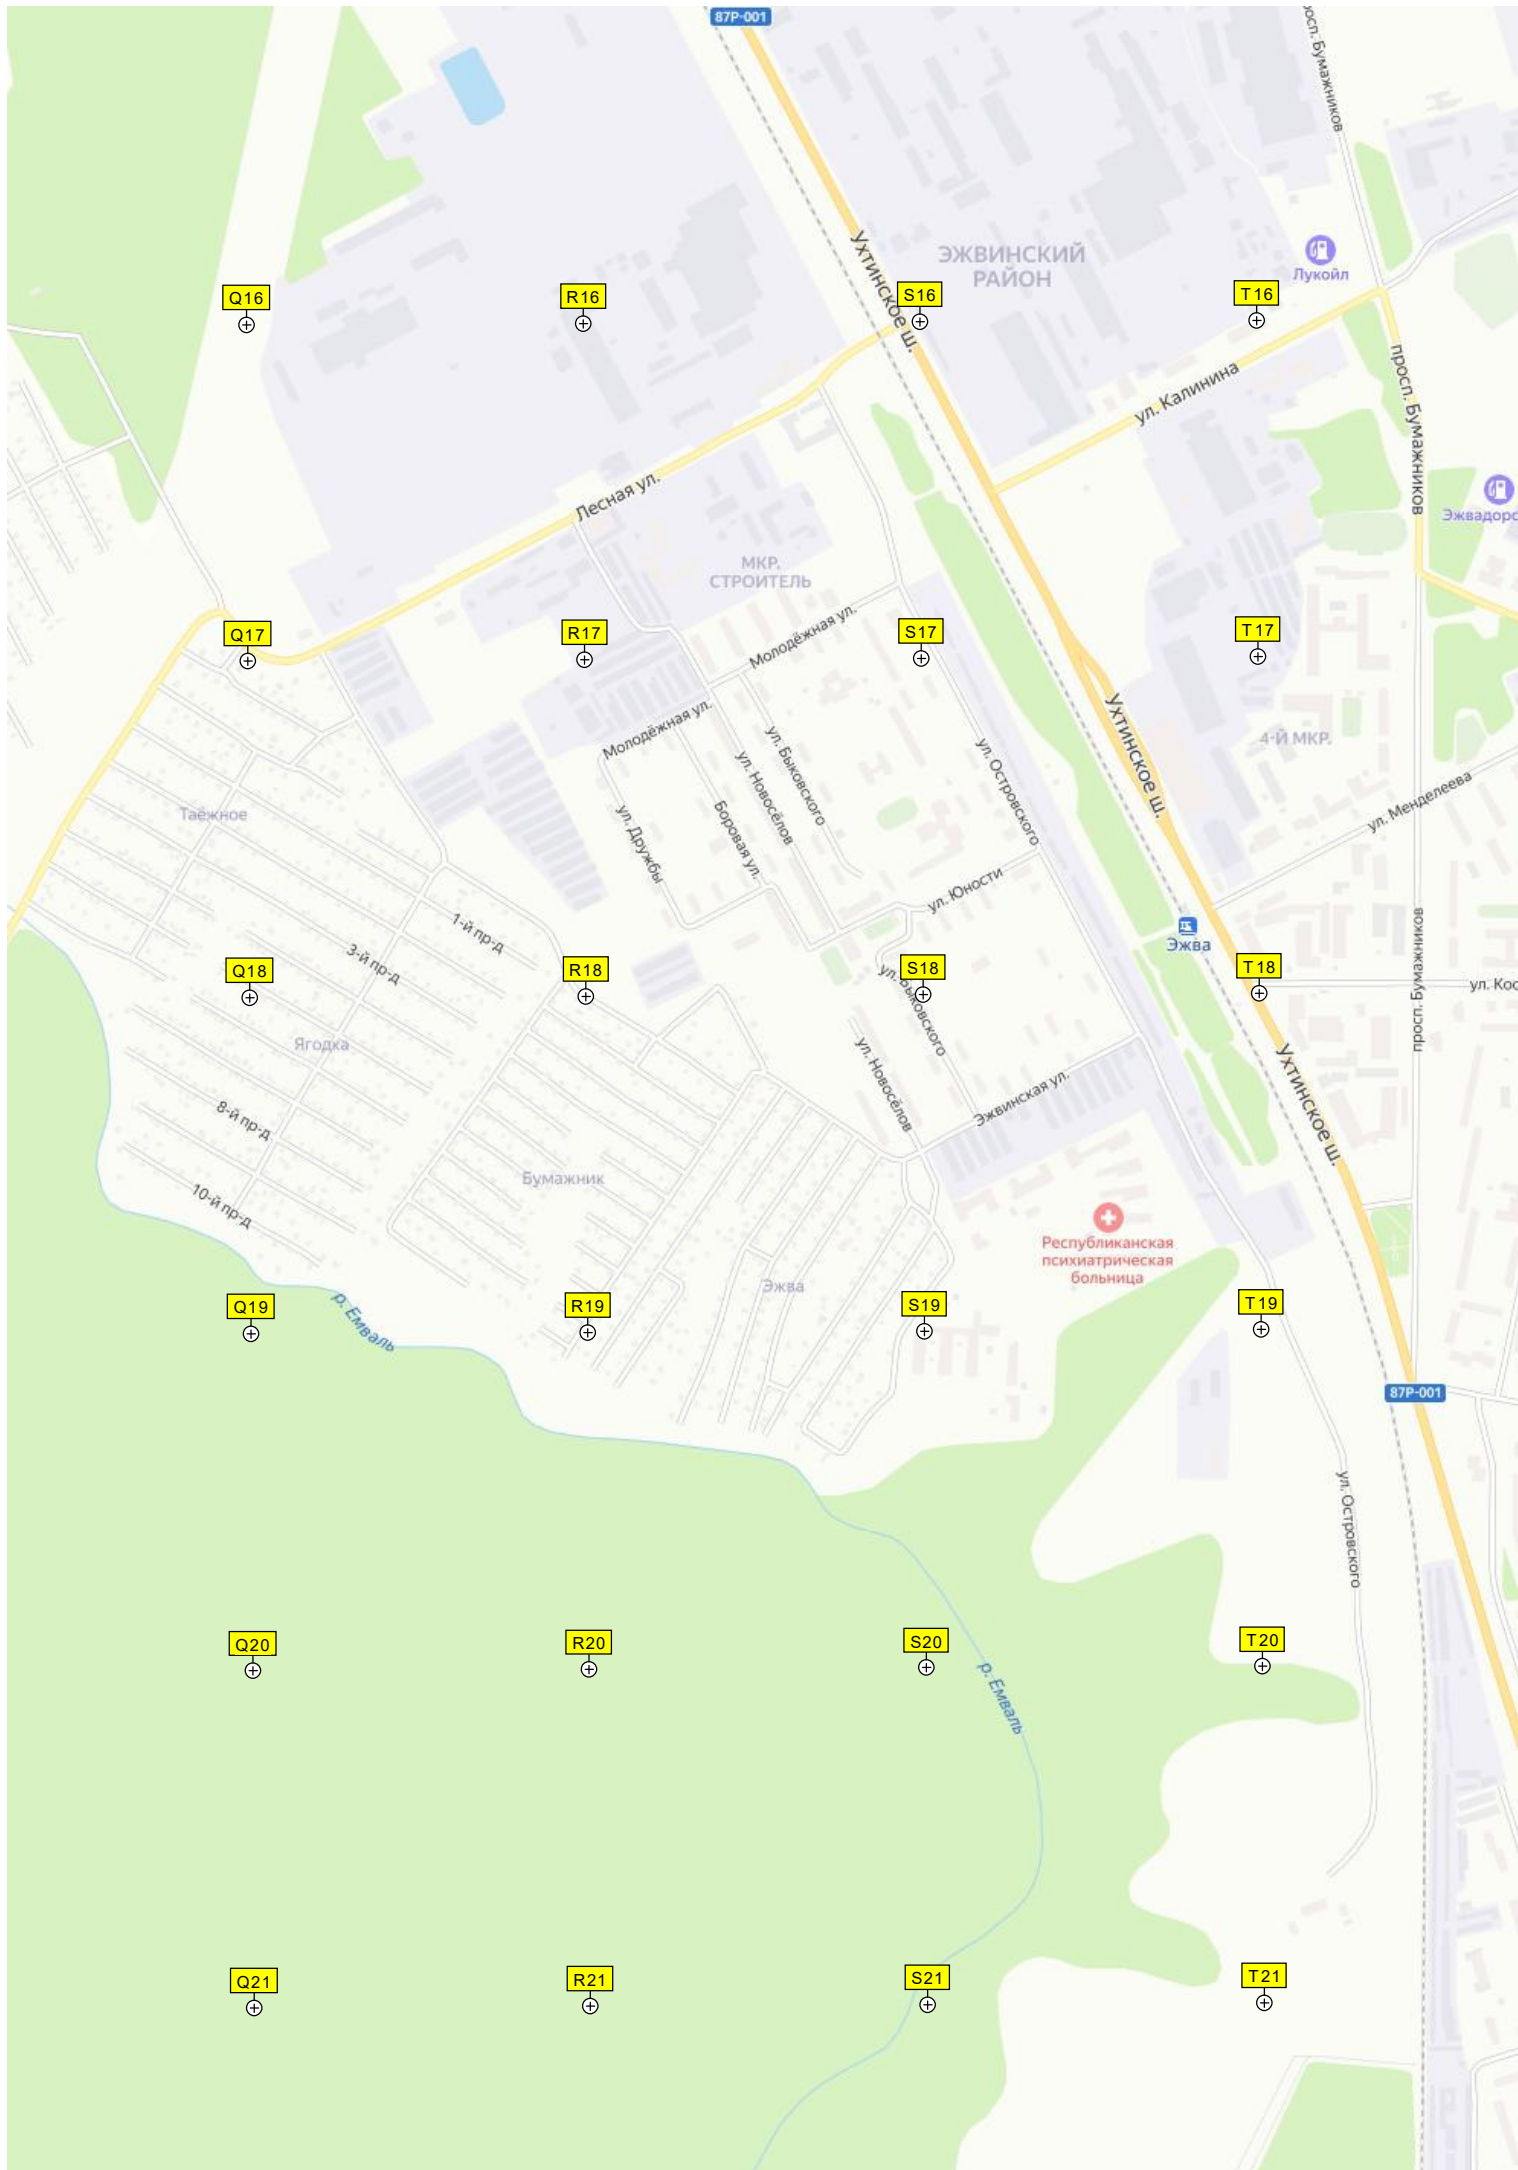 87Р-001
просп. Бумажников
ЭЖВИНСКИЙ
РАЙОН
Ухтинское ш.
Лукойл
Q16
R16
S16
T16
ул. Калинина
просп. Бумажников
Лесная ул.
МКР.
СТРОИТЕЛЬ
Молодёжная ул.
Q17
R17
S17
T17
Молодёжная ул.
ул. Быковского
ул. Новосёлов
Боровая ул.
ул. Дружбы
ул. Островского
Ухтинское ш.
4-Й МКР.
ул. Менделеева
Таёжное
1-й пр-д
3-й пр-д
ул. Юности
Эжва
просп. Бумажников
Q18
R18
S18
T18
ул. Быковского
Ягодка
ул. Новосёлов
Эжвинская ул.
Ухтинское ш.
8-й пр-д
Бумажник
10-й пр-д
Республиканская
психиатрическая
больница
Эжва
Q19
R19
S19
T19
р. Емваль
87Р-001
ул. Островского
Q20
R20
S20
T20
р. Емваль
Q21
R21
S21
T21